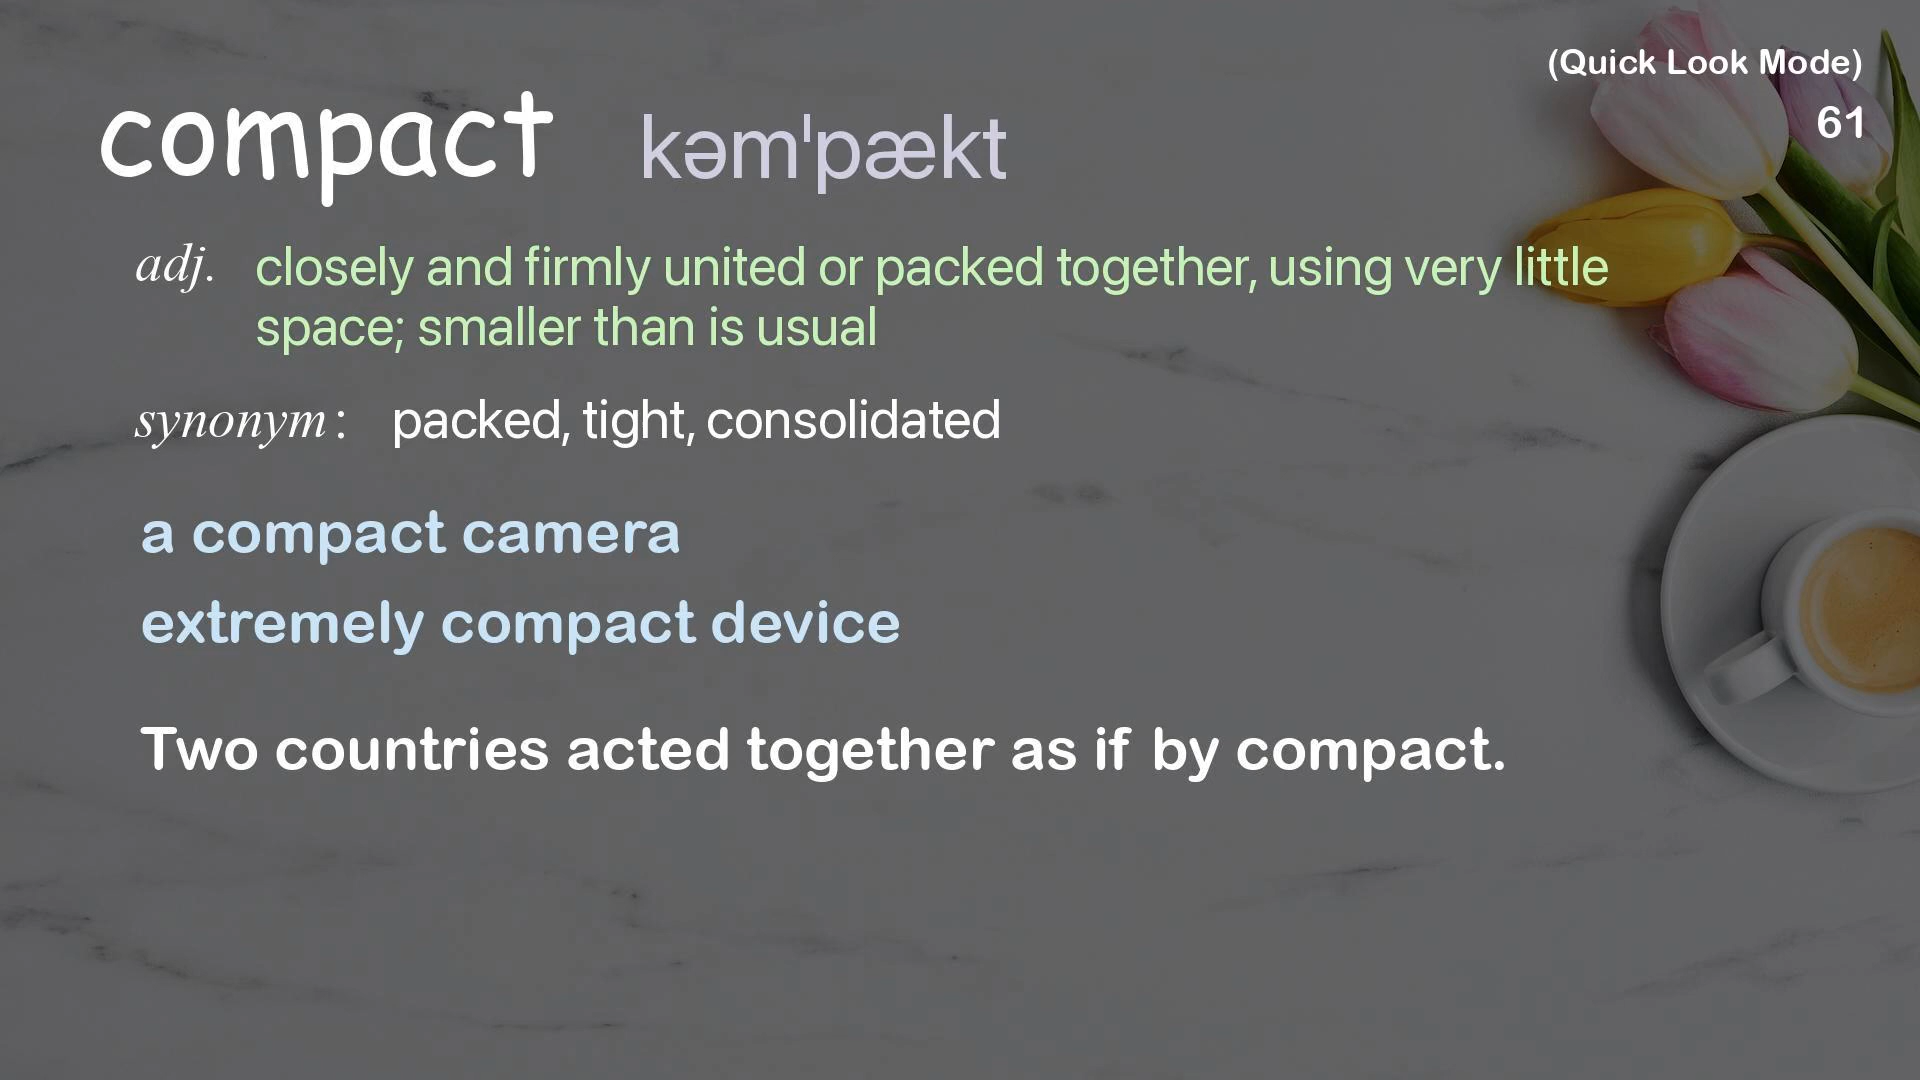 (Quick Look Mode)
61
compact kəm'pækt
adj. closely and firmly united or packed together, using very little
space; smaller than is usual
synonym: packed, tight, consolidated
a compact camera
extremely compact device
Two countries acted together as if by compact.